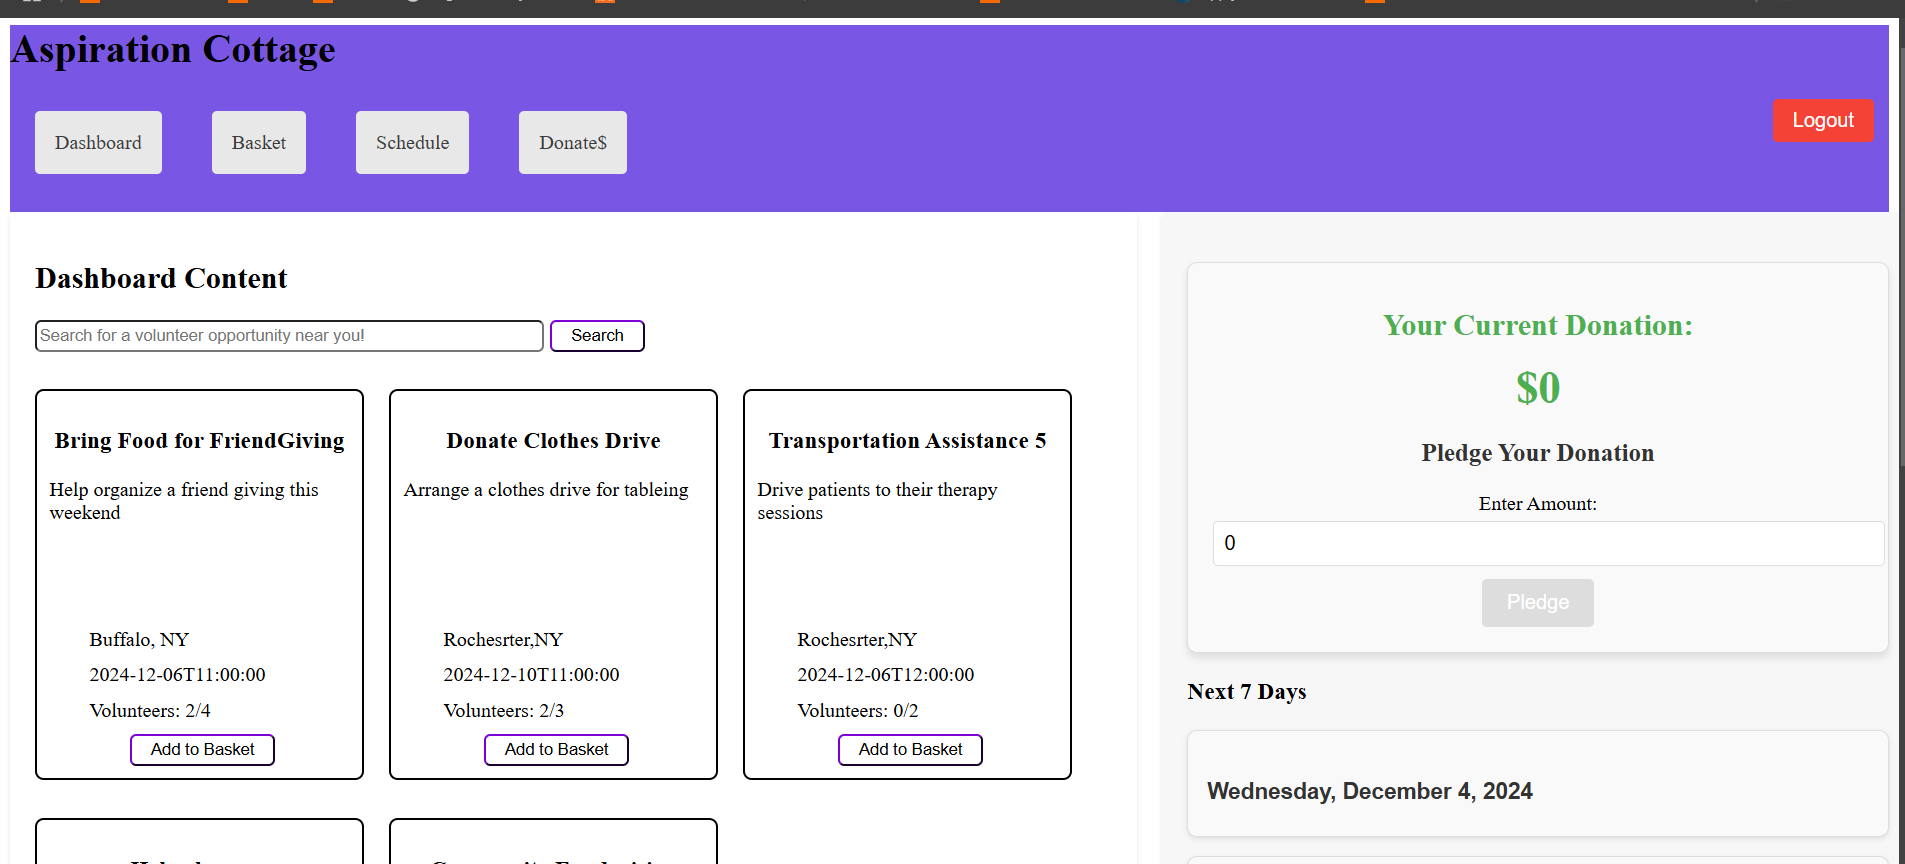 Aspiration Cottage
Dashboard
Basket
Schedule
Donate$
Logout
Dashboard Content
Search for a volunteer opportunity near you!
Search
Bring Food for FriendGiving
Help organize a friend giving this
weekend
Buffalo, NY
2024-12-06T11:00:00
Volunteers: 2/4
Add to Basket
Donate Clothes Drive
Arrange a clothes drive for tableing
Rochesrter,NY
2024-12-10T11:00:00
Volunteers: 2/3
Add to Basket
Transportation Assistance 5
Drive patients to their therapy
sessions
Rochesrter,NY
2024-12-06T12:00:00
Volunteers: 0/2
Add to Basket
Your Current Donation:
$0
Pledge Your Donation
Enter Amount:
0
Pledge
Next 7 Days
Wednesday, December 4, 2024